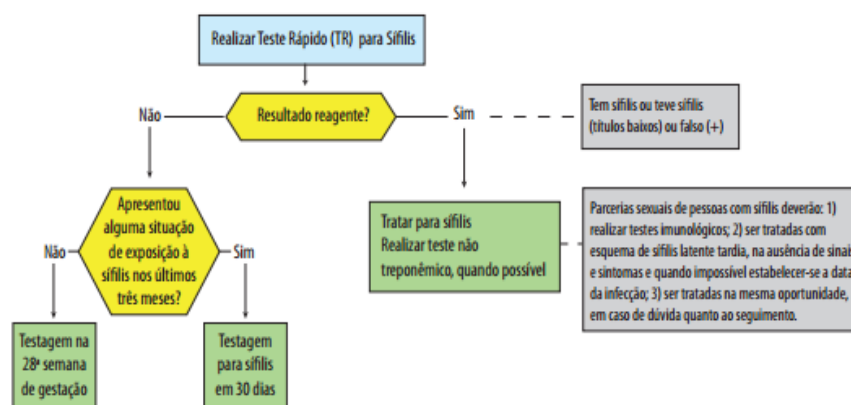 Realizar Teste Rápido (TR) para Sífilis
Não
Resultado reagente?
Sim
Tem sífilis ou teve sífilis
(títulos baixos) ou falso (+)
Não
Apresentou
alguma situação
de exposição à
sífilis nos últimos
três meses?
Sim
Tratar para sífilis
Realizar teste não
treponêmico, quando possível
Parcerias sexuais de pessoas com sífilis deverão: 1)
realizar testes imunológicos; 2) ser tratadas com
esquema de sífilis latente tardia, na ausência de sinais
e sintomas e quando impossível estabelecer-se a data
da infecção; 3) ser tratadas na mesma oportunidade,
em caso de dúvida quanto ao seguimento.
Testagem na
28ª semana
de gestação
Testagem
para sífilis
em 30 dias